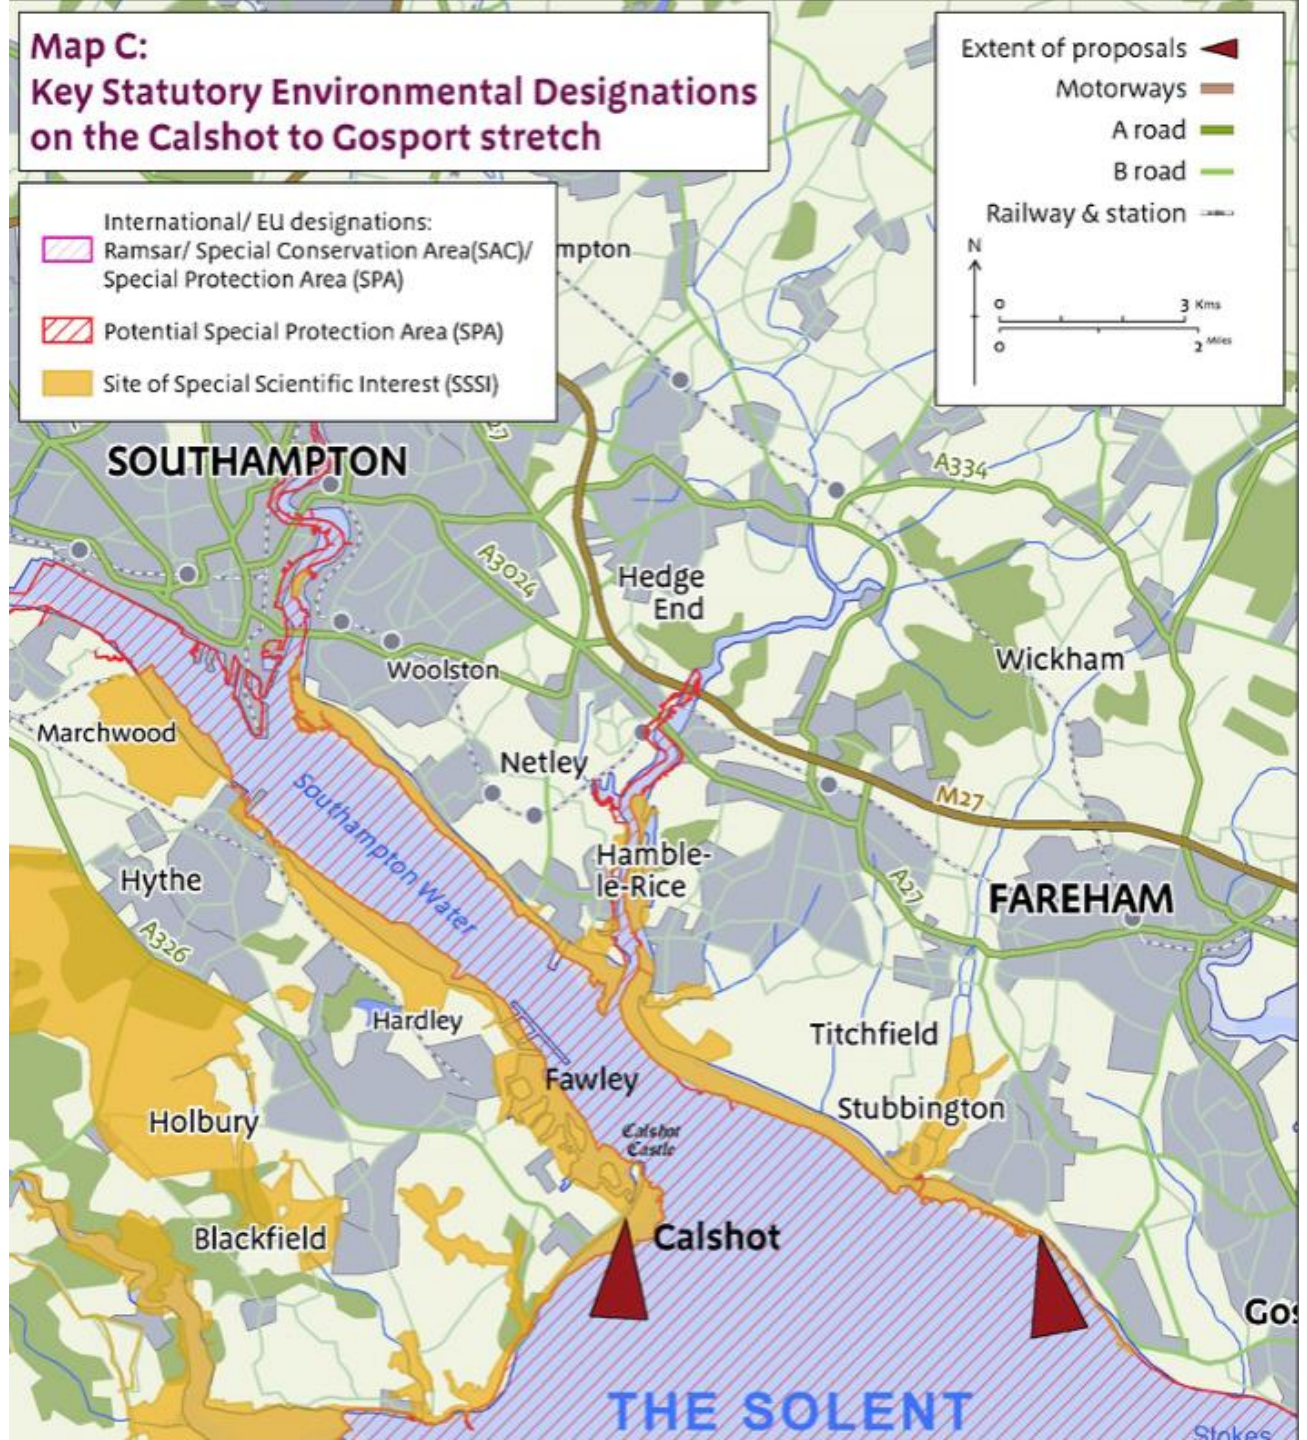 Map C:
Key Statutory Environmental Designations
on the Calshot to Gosport stretch
Extent of proposals
Motorways
A road
B road
Railway & station
N
0 3 Kms
0 2 Miles
International/ EU designations:
Ramsar/ Special Conservation Area(SAC)/
Special Protection Area (SPA)
Potential Special Protection Area (SPA)
Site of Special Scientific Interest (SSSI)
mpton
27
SOUTHAMPTON
A334
A3024
Hedge
End
Woolston
Wickham
Marchwood
Netley
Southampton Water
M27
Hamble-
le-Rice
Hythe
A27
FAREHAM
A326
Hardley
Titchfield
Fawley
Stubbington
Holbury
Calshot
Castle
Blackfield
Calshot
Gos
THE SOLENT
Stokes